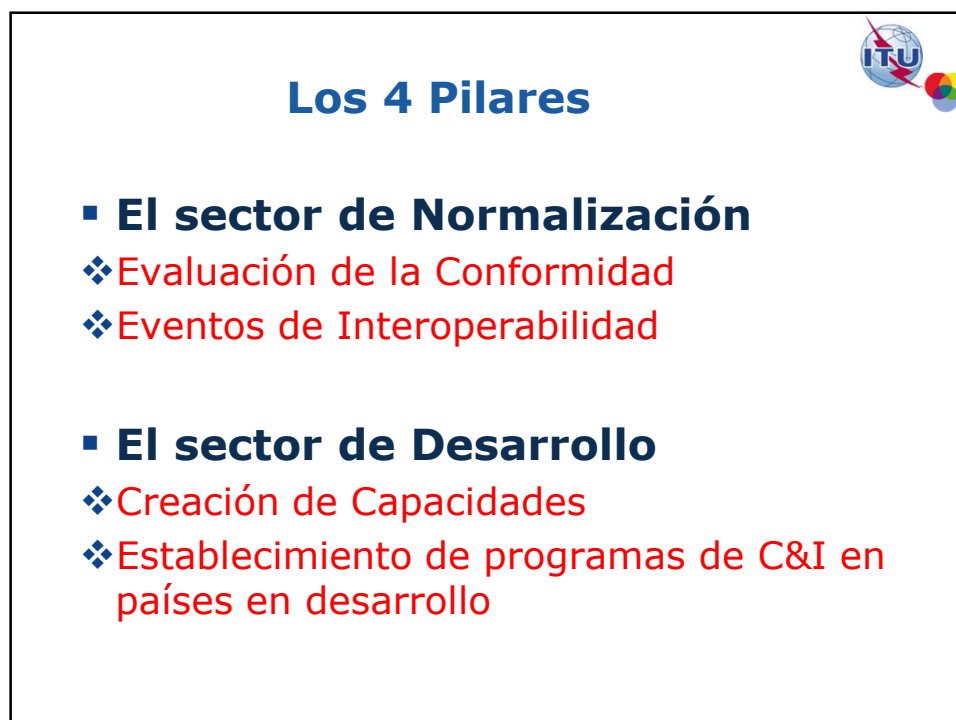 ITU
Los 4 Pilares
▪ El sector de Normalización
❖Evaluación de la Conformidad
❖Eventos de Interoperabilidad
▪ El sector de Desarrollo
❖Creación de Capacidades
❖Establecimiento de programas de C&I en
países en desarrollo